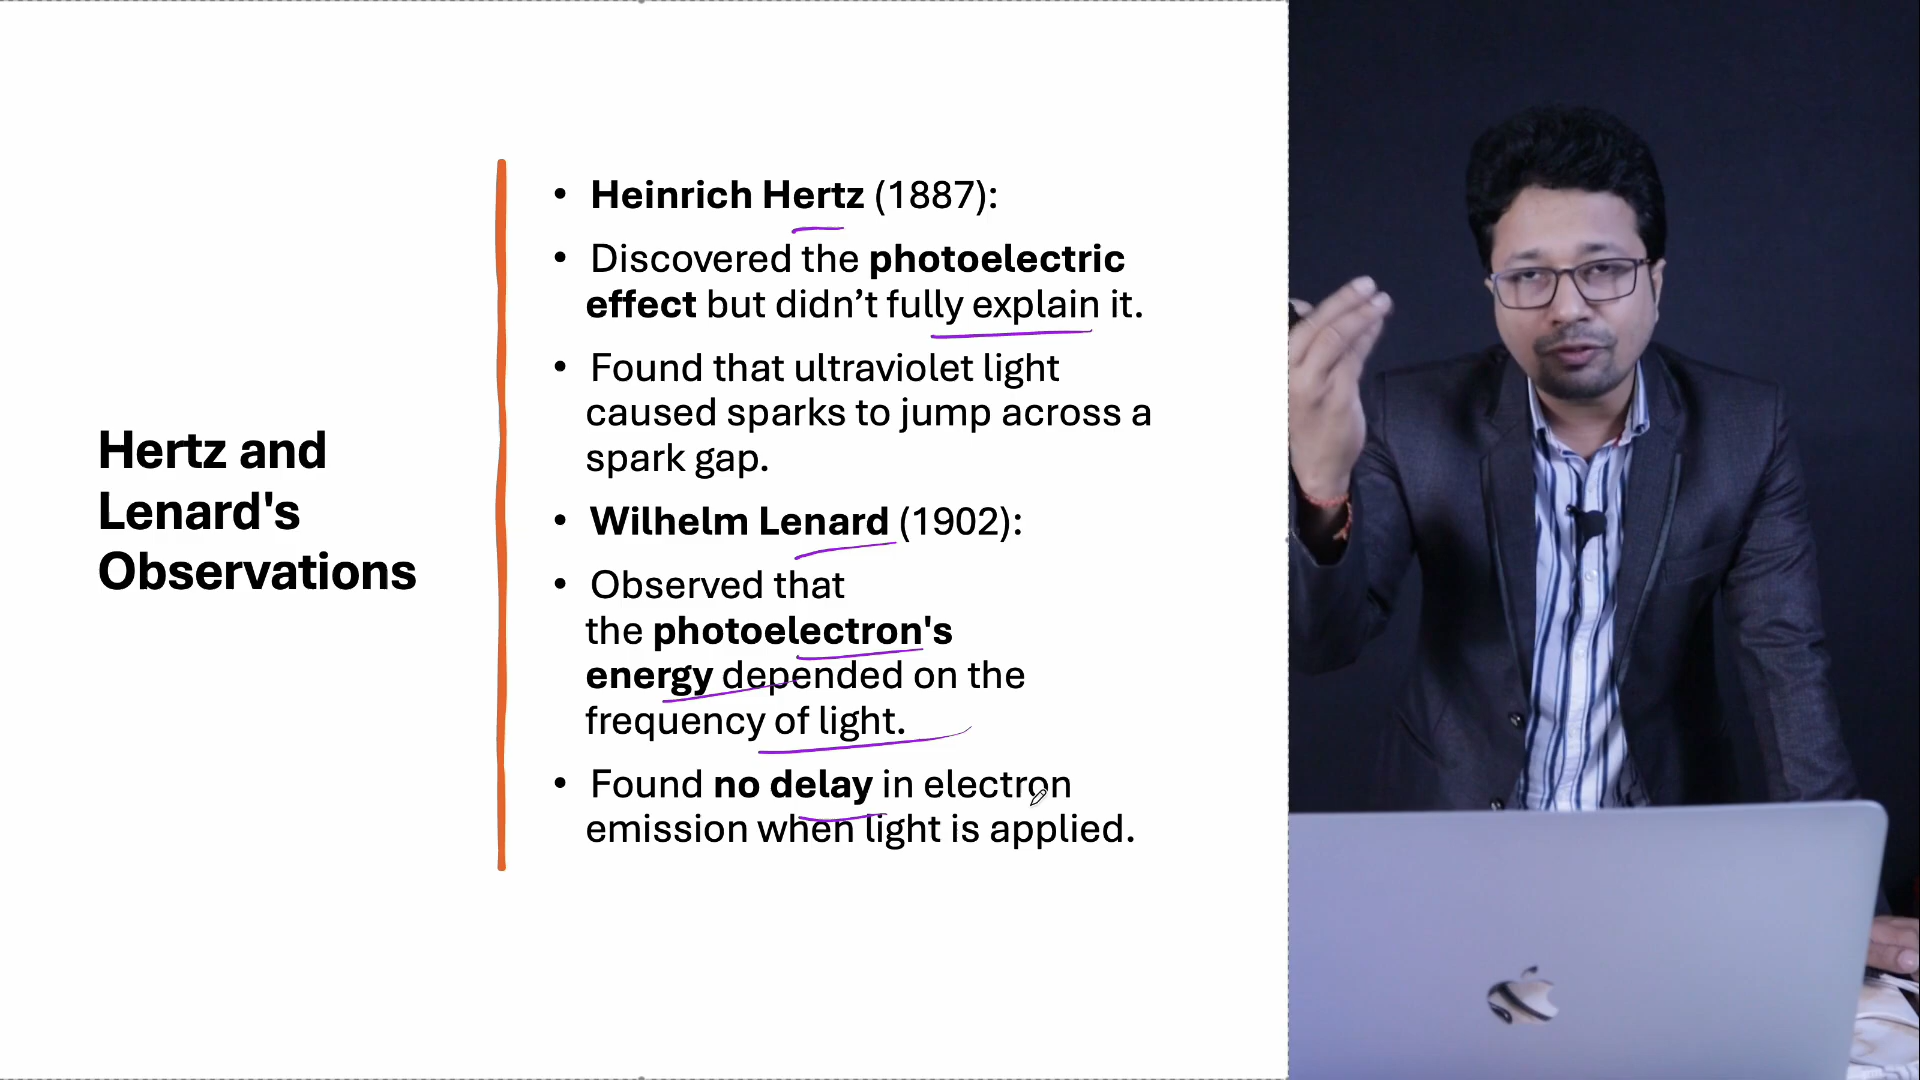 Hertz and
Lenard's
Observations
• Heinrich Hertz (1887):
• Discovered the photoelectric
effect but didn’t fully explain it.
• Found that ultraviolet light
caused sparks to jump across a
spark gap.
• Wilhelm Lenard (1902):
• Observed that
the photoelectron's
energy depended on the
frequency of light.
• Found no delay in electron
emission when light is applied.